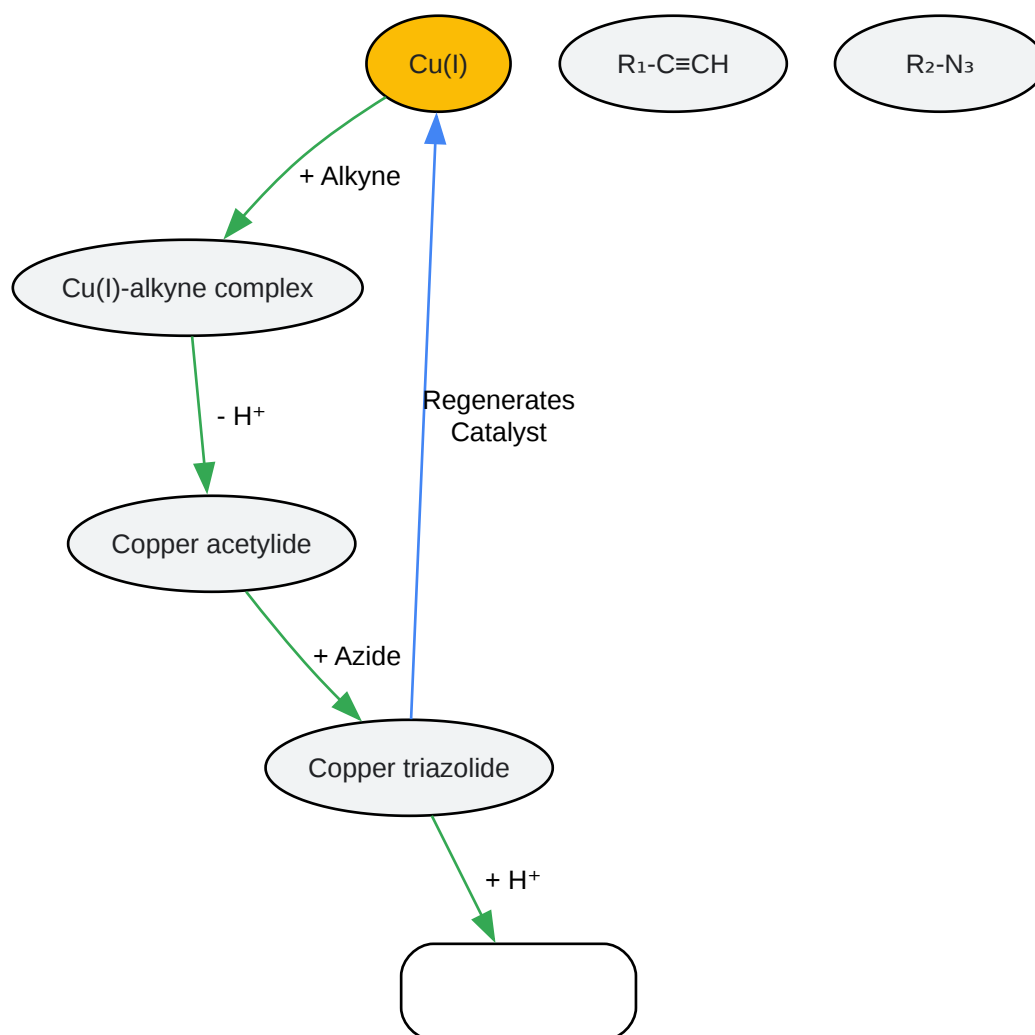 Cu(I)
R₁-C≡CH
R₂-N₃
+ Alkyne
Cu(I)-alkyne complex
Regenerates
Catalyst
- H⁺
Copper acetylide
+ Azide
Copper triazolide
+ H⁺